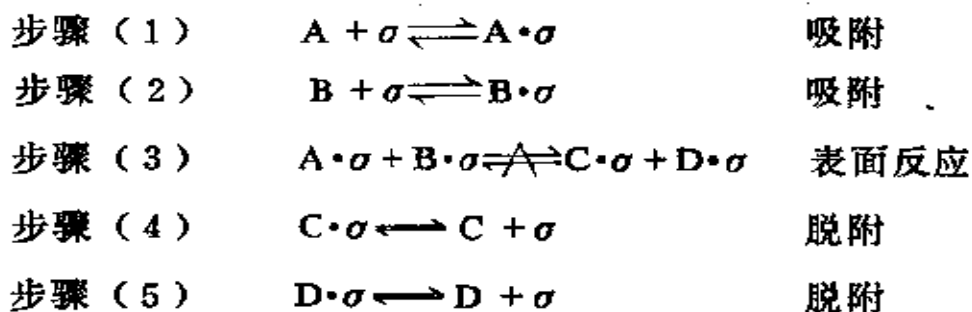 步骤（1） A + σ ⇌ A•σ 吸附
步骤（2） B + σ ⇌ B•σ 吸附
步骤（3） A•σ + B•σ ⇌ C•σ + D•σ 表面反应
步骤（4） C•σ ⇌ C + σ 脱附
步骤（5） D•σ ⇌ D + σ 脱附